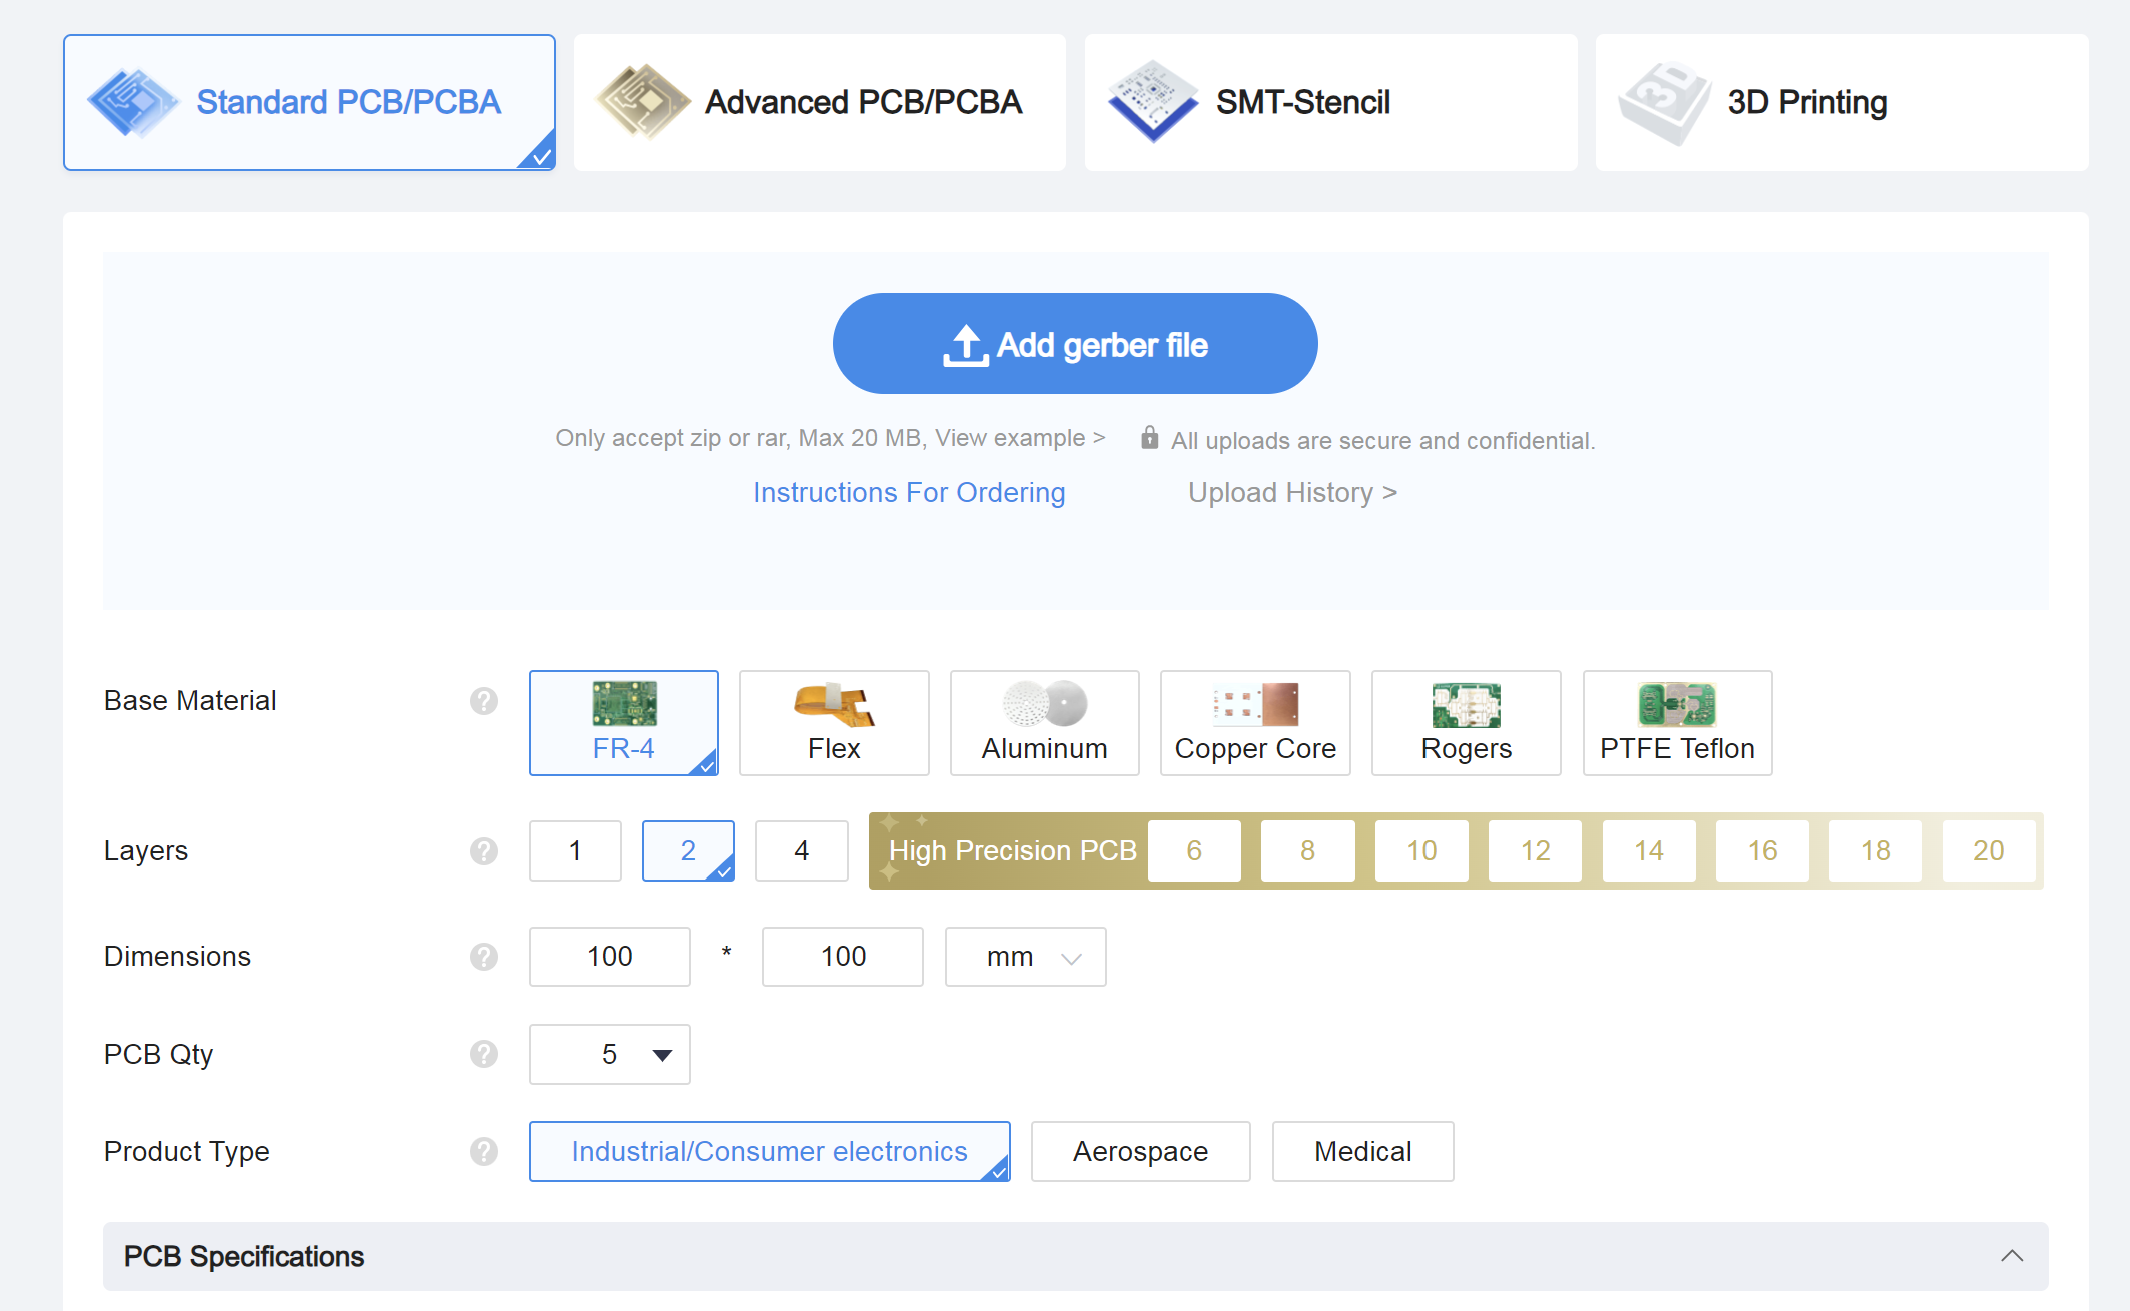 Standard PCB/PCBA
Advanced PCB/PCBA
SMT-Stencil
3D
3D Printing
Add gerber file
Only accept zip or rar, Max 20 MB, View example >
All uploads are secure and confidential.
Instructions For Ordering
Upload History >
Base Material ?
FR-4
Flex
Aluminum
Copper Core
Rogers
PTFE Teflon
Layers ? 1 2 4 High Precision PCB 6 8 10 12 14 16 18 20
Dimensions ? 100 * 100 mm
PCB Qty ? 5
Product Type ? Industrial/Consumer electronics Aerospace Medical
PCB Specifications